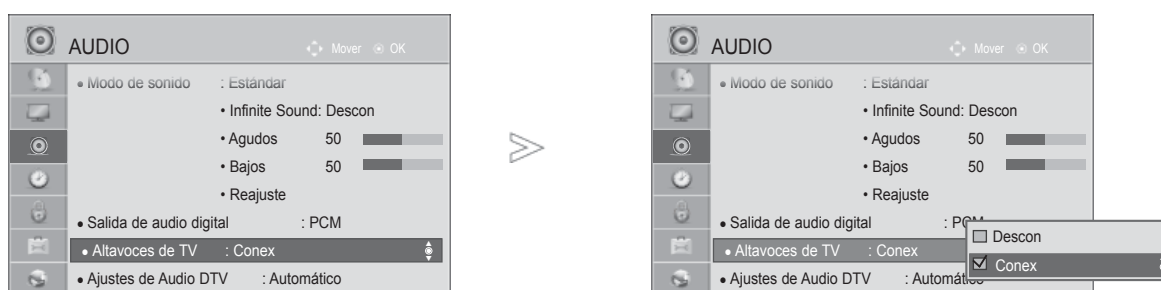 AUDIO
Mover OK
• Modo de sonido : Estándar
• Infinite Sound: Descon
• Agudos 50
• Bajos 50
• Reajuste
• Salida de audio digital : PCM
• Altavoces de TV : Conex
• Ajustes de Audio DTV : Automático
AUDIO
Mover OK
• Modo de sonido : Estándar
• Infinite Sound: Descon
• Agudos 50
• Bajos 50
• Reajuste
• Salida de audio digital : PCM
• Altavoces de TV : Conex
• Ajustes de Audio DTV : Automático
Descon
Conex